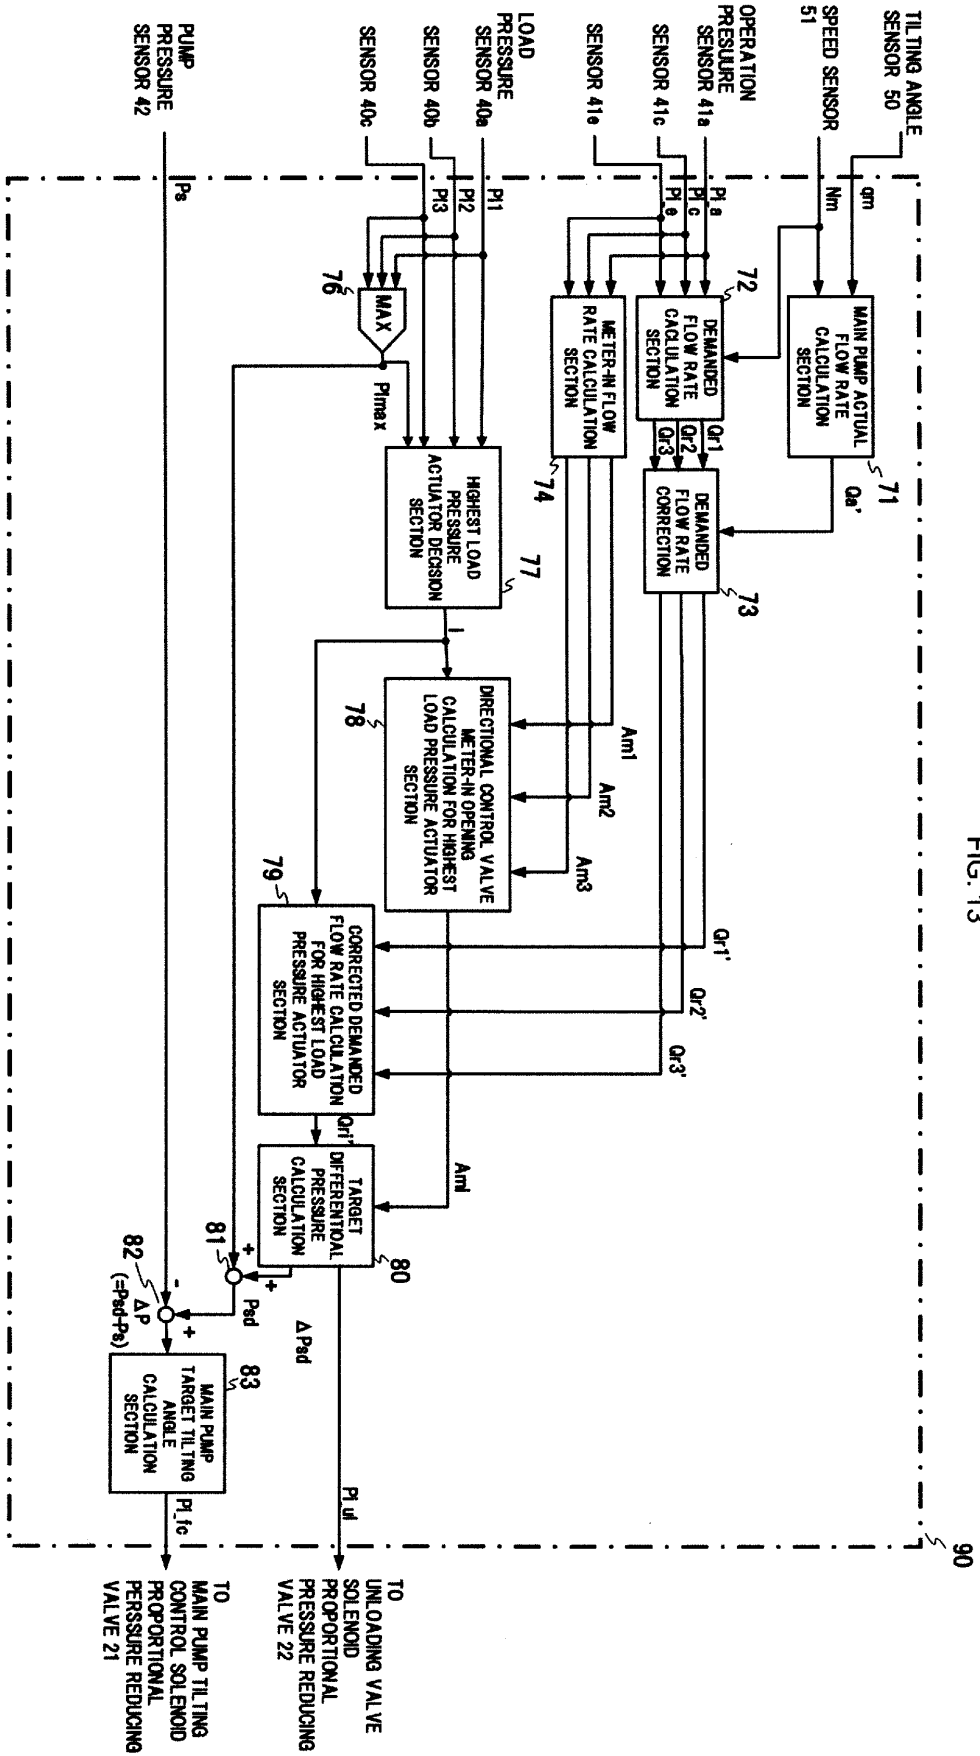 FIG. 13
90
TILTING ANGLE
SENSOR 50
SPEED SENSOR
51
OPERATION
PRESUURE
SENSOR 41a
SENSOR 41c
SENSOR 41e
LOAD
PRESSURE
SENSOR 40a
SENSOR 40b
SENSOR 40c
PUMP
PRESSURE
SENSOR 42
qm
Nm
Pi_a
Pi_c
Pi_e
Pl1
Pl2
Pl3
Ps
MAIN PUMP ACTUAL
FLOW RATE
CALCULATION
SECTION
71
Qa'
72
DEMANDED
FLOW RATE
CACLULATION
SECTION
Qr1
Qr2
Qr3
DEMANDED
FLOW RATE
CORRECTION
73
METER-IN FLOW
RATE CALCULATION
SECTION
74
76
MAX
Plmax
HIGHEST LOAD
PRESSURE
ACTUATOR DECISION
SECTION
77
i
DIRECTIONAL CONTROL VALVE
METER-IN OPENING
CALCULATION FOR HIGHEST
LOAD PRESSURE ACTUATOR
SECTION
78
Am1
Am2
Am3
Qr1'
Qr2'
Qr3'
CORRECTED DEMANDED
FLOW RATE CALCULATION
FOR HIGHEST LOAD
PRESSURE ACTUATOR
SECTION
79
Qri'
Ami
TARGET
DIFFERENTIAL
PRESSURE
CALCULATION
SECTION
80
+
+
81
Psd
ΔPsd
-
+
82
ΔP
(=Psd-Ps)
MAIN PUMP
TARGET TILTING
ANGLE
CALCULATION
SECTION
83
Pi_ul
Pi_fc
TO
UNLOADING VALVE
SOLENOID
PROPORTIONAL
PRESSURE REDUCING
VALVE 22
TO
MAIN PUMP TILTING
CONTROL SOLENOID
PROPORTIONAL
PERSSURE REDUCING
VALVE 21